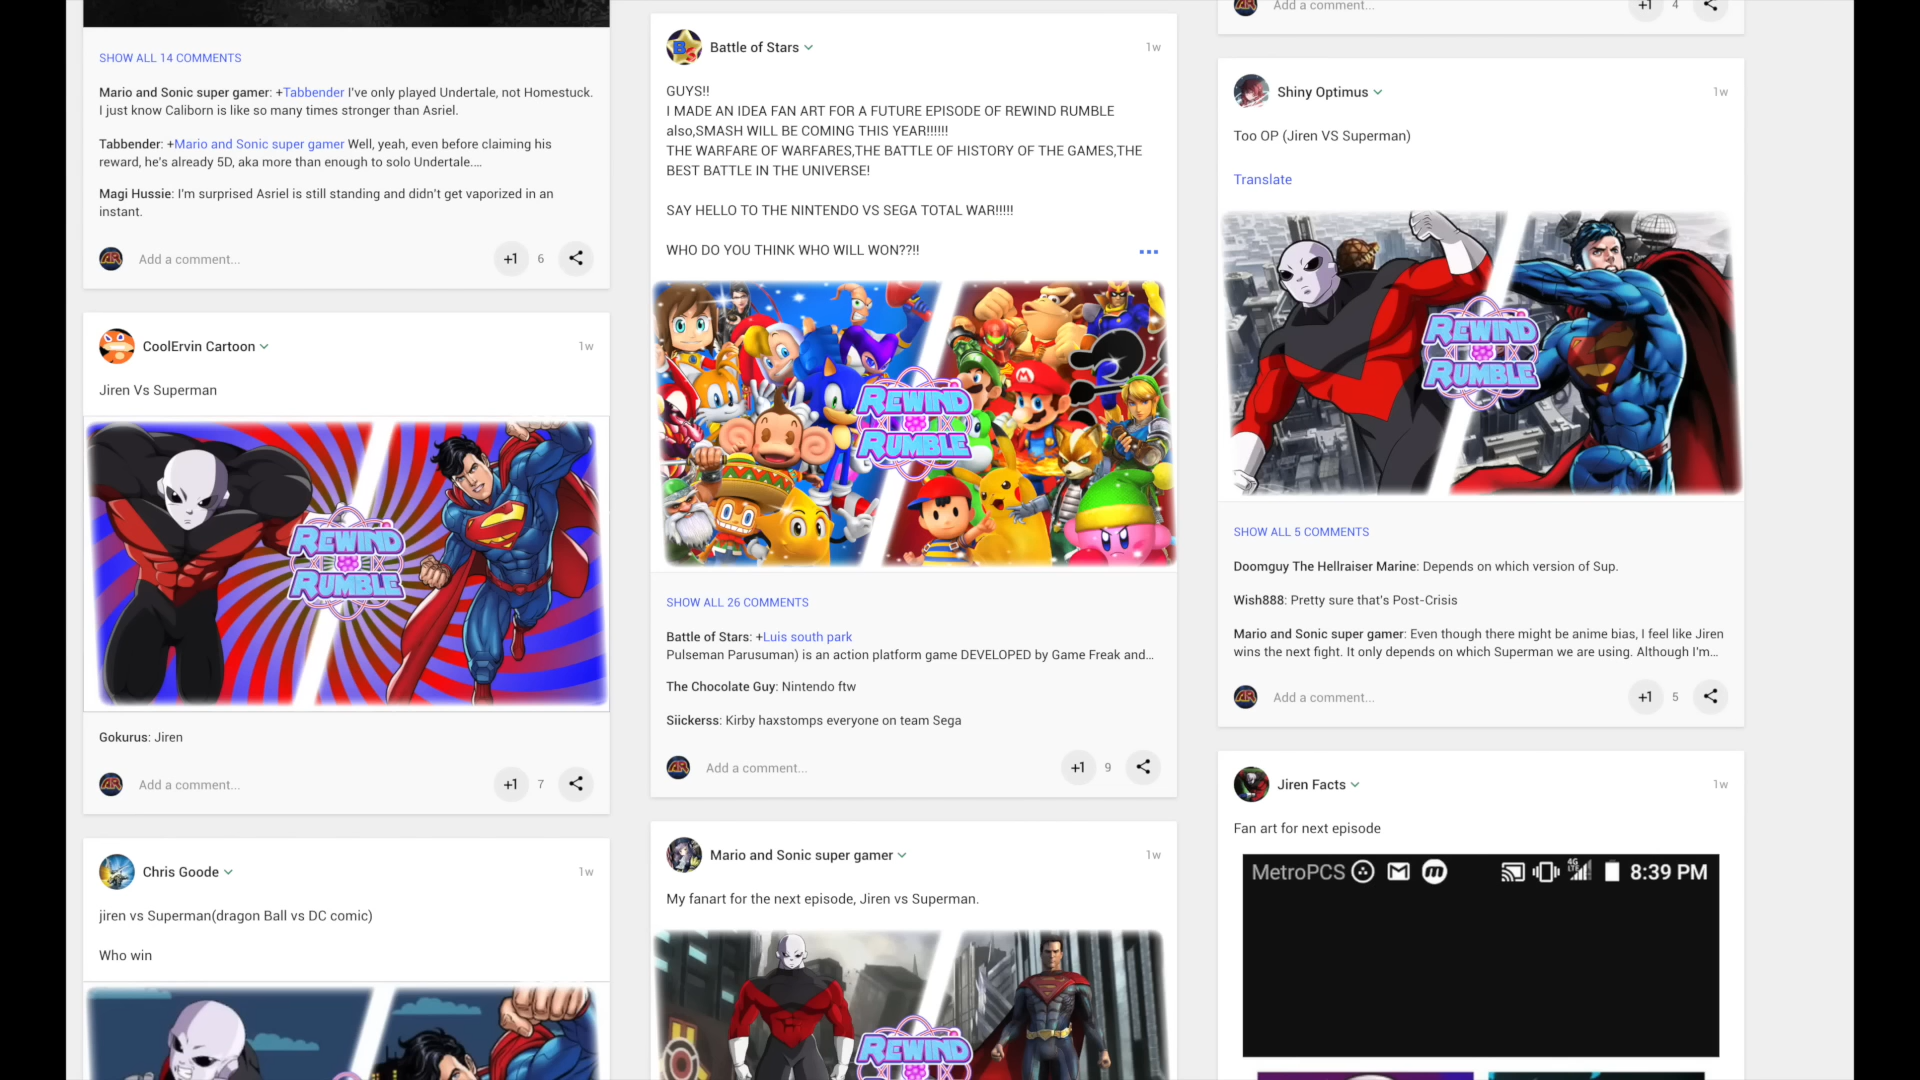 SHOW ALL 14 COMMENTS
Mario and Sonic super gamer: +Tabbender I've only played Undertale, not Homestuck.
I just know Caliborn is like so many times stronger than Asriel.
Tabbender: +Mario and Sonic super gamer Well, yeah, even before claiming his
reward, he's already 5D, aka more than enough to solo Undertale....
Magi Hussie: I'm surprised Asriel is still standing and didn't get vaporized in an
instant.
Add a comment...
+1
6
CoolErvin Cartoon
1w
Jiren Vs Superman
REWIND
RUMBLE
Gokurus: Jiren
Add a comment...
+1
7
Chris Goode
1w
jiren vs Superman(dragon Ball vs DC comic)
Who win
Battle of Stars
1w
GUYS!!
I MADE AN IDEA FAN ART FOR A FUTURE EPISODE OF REWIND RUMBLE
also,SMASH WILL BE COMING THIS YEAR!!!!!!
THE WARFARE OF WARFARES,THE BATTLE OF HISTORY OF THE GAMES,THE
BEST BATTLE IN THE UNIVERSE!
SAY HELLO TO THE NINTENDO VS SEGA TOTAL WAR!!!!!
WHO DO YOU THINK WHO WILL WON??!!
REWIND
RUMBLE
SHOW ALL 26 COMMENTS
Battle of Stars: +Luis south park
Pulseman Parusuman) is an action platform game DEVELOPED by Game Freak and...
The Chocolate Guy: Nintendo ftw
Siickerss: Kirby haxstomps everyone on team Sega
Add a comment...
+1
9
Mario and Sonic super gamer
1w
My fanart for the next episode, Jiren vs Superman.
REWIND
RUMBLE
Add a comment...
+1
4
Shiny Optimus
1w
Too OP (Jiren VS Superman)
Translate
REWIND
RUMBLE
SHOW ALL 5 COMMENTS
Doomguy The Hellraiser Marine: Depends on which version of Sup.
Wish888: Pretty sure that's Post-Crisis
Mario and Sonic super gamer: Even though there might be anime bias, I feel like Jiren
wins the next fight. It only depends on which Superman we are using. Although I'm...
Add a comment...
+1
5
Jiren Facts
1w
Fan art for next episode
MetroPCS
4G
LTE
8:39 PM